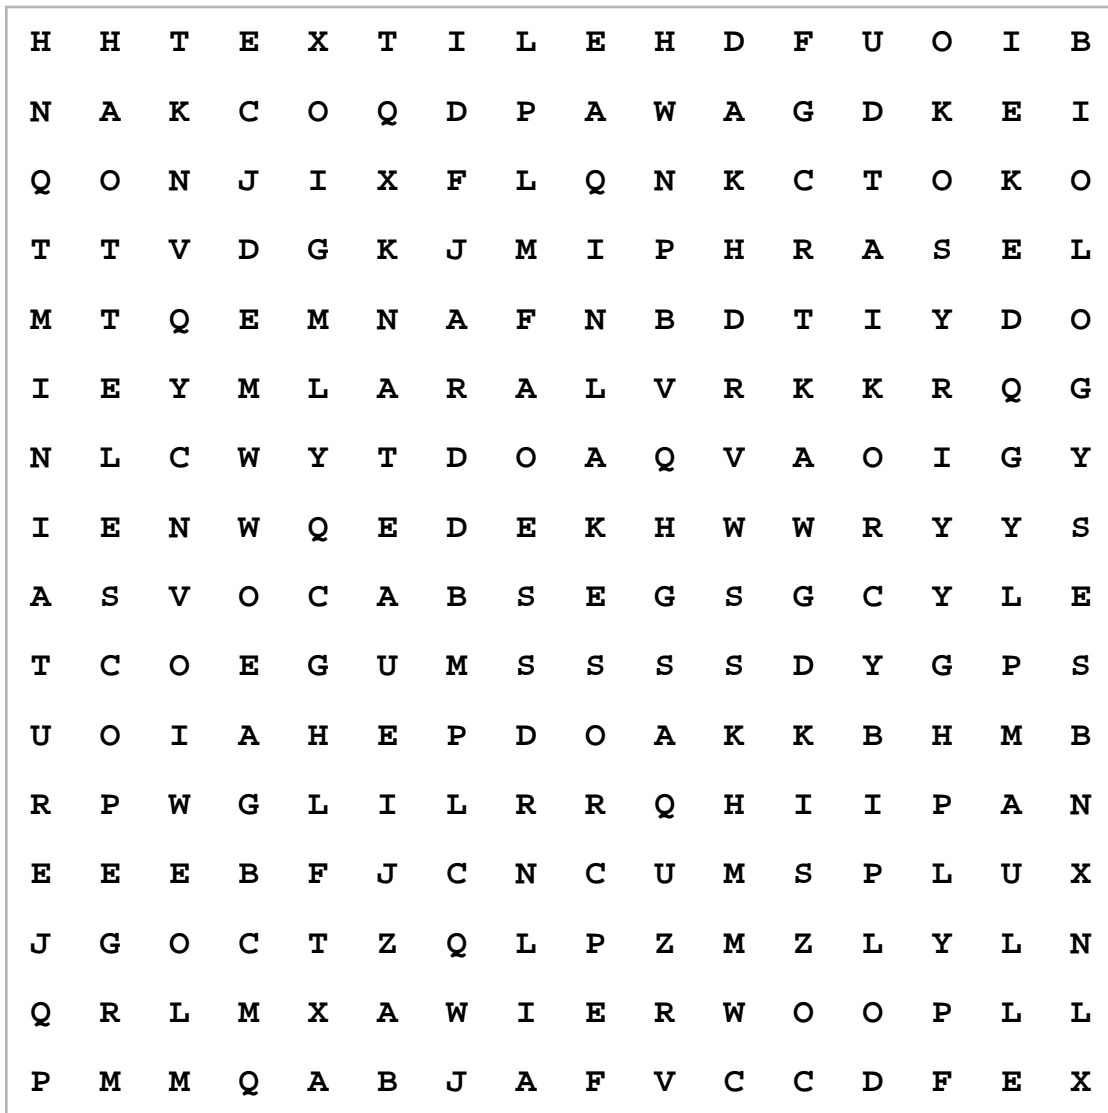 H H T E X T I L E H D F U O I B
N A K C O Q D P A W A G D K E I
Q O N J I X F L Q N K C T O K O
T T V D G K J M I P H R A S E L
M T Q E M N A F N B D T I Y D O
I E Y M L A R A L V R K K R Q G
N L C W Y T D O A Q V A O I G Y
I E N W Q E D E K H W W R Y Y S
A S V O C A B S E G S G C Y L E
T C O E G U M S S S S D Y G P S
U O I A H E P D O A K K B H M B
R P W G L I L R R Q H I I P A N
E E E B F J C N C U M S P L U X
J G O C T Z Q L P Z M Z L Y L N
Q R L M X A W I E R W O O P L L
P M M Q A B J A F V C C D F E X